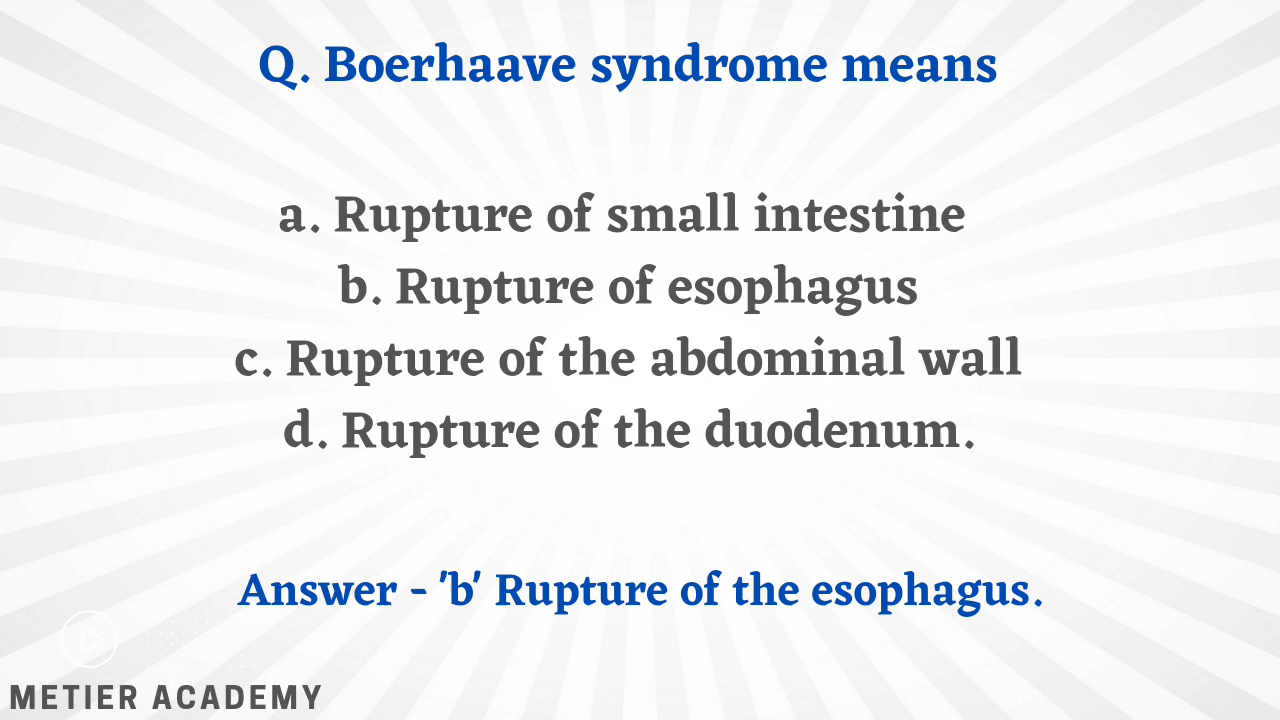 Q. Boerhaave syndrome means
a. Rupture of small intestine
b. Rupture of esophagus
c. Rupture of the abdominal wall
d. Rupture of the duodenum.
Answer - 'b' Rupture of the esophagus.
METIER ACADEMY